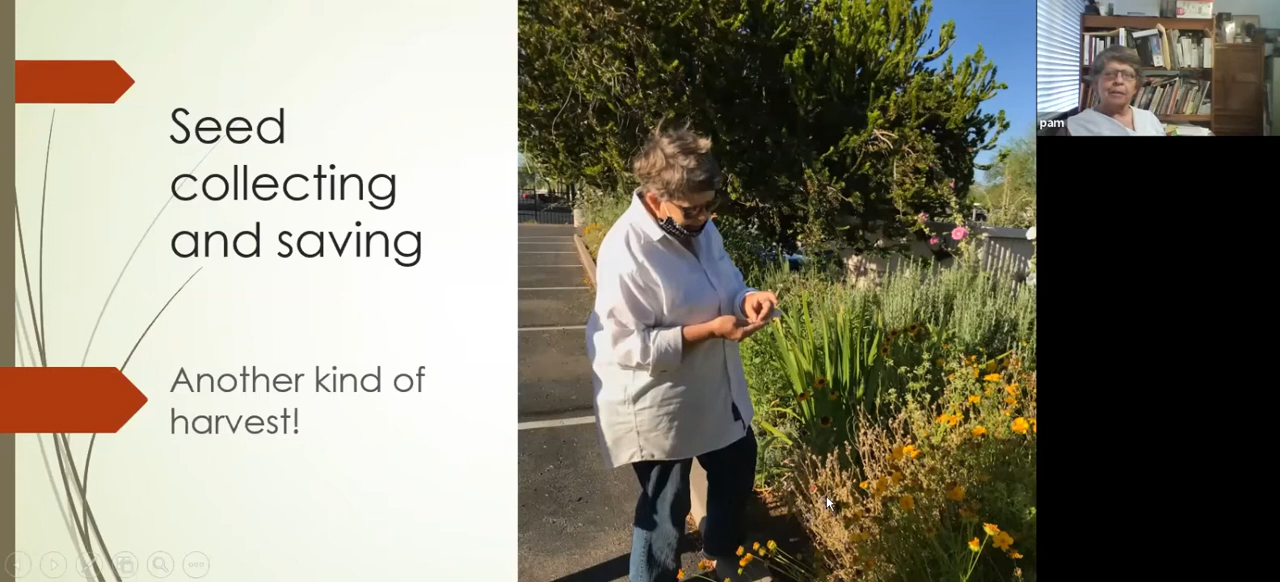 Seed
collecting
and saving
Another kind of
harvest!
pam